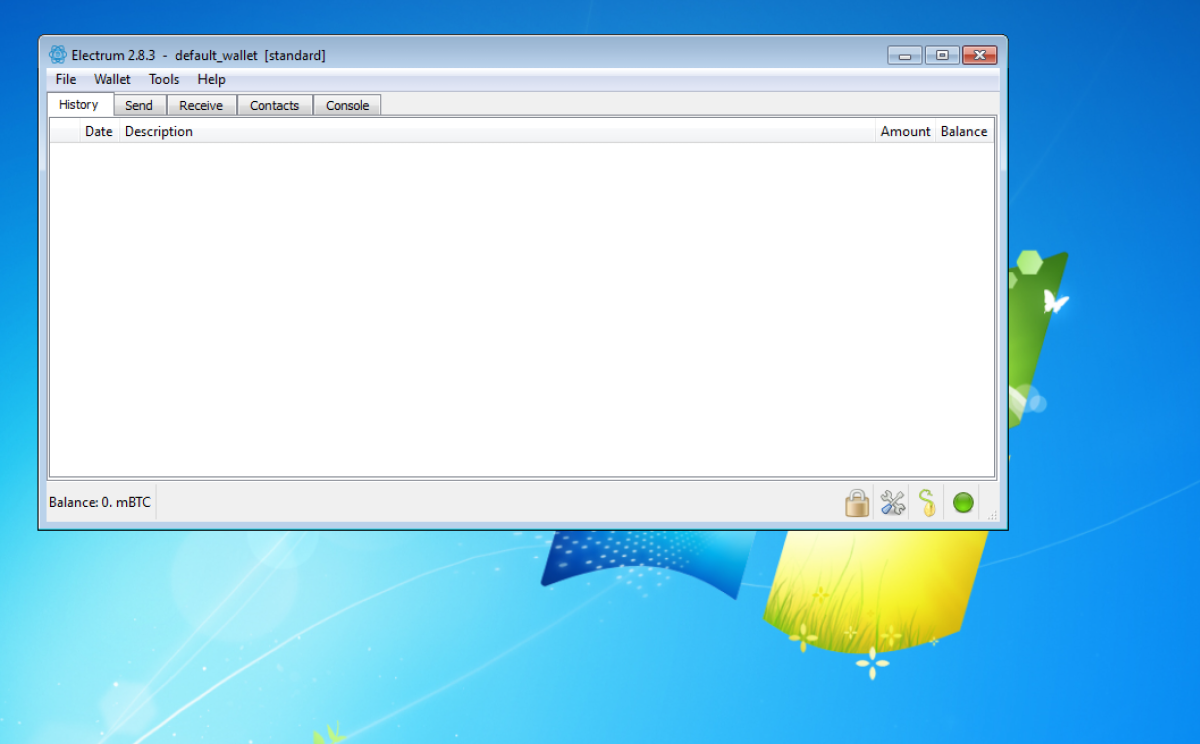 Electrum 2.8.3 - default_wallet [standard]
File Wallet Tools Help
History Send Receive Contacts Console
Date Description Amount Balance
Balance: 0. mBTC